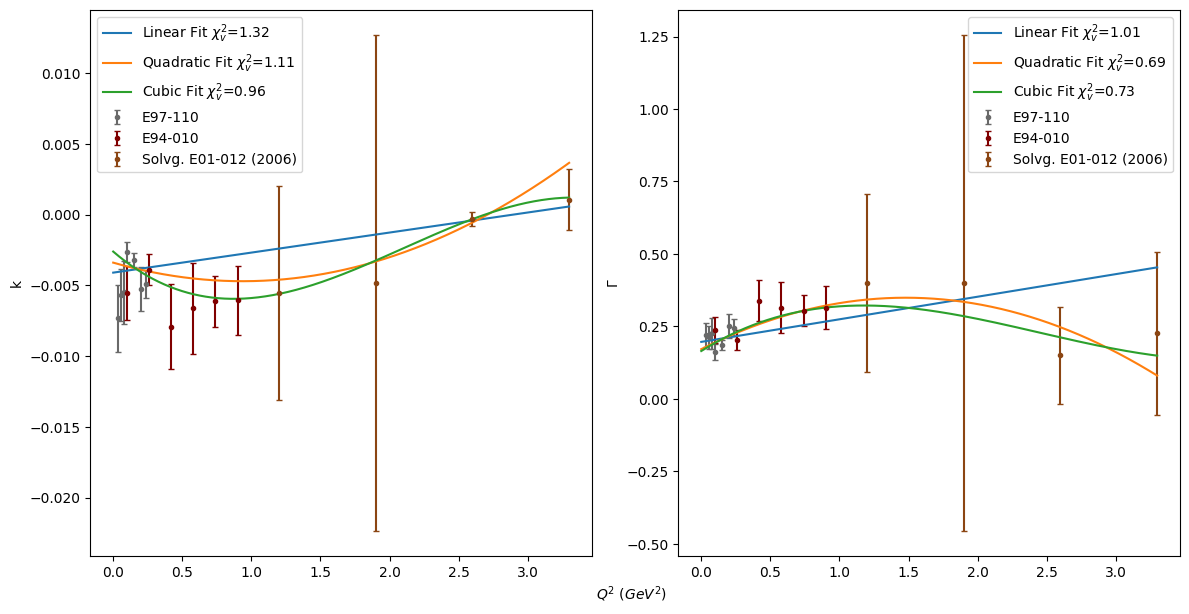 Linear Fit χ²ᵥ=1.32
Quadratic Fit χ²ᵥ=1.11
Cubic Fit χ²ᵥ=0.96
E97-110
E94-010
Solvg. E01-012 (2006)
0.010
0.005
0.000
−0.005
−0.010
−0.015
−0.020
k
0.0 0.5 1.0 1.5 2.0 2.5 3.0
Linear Fit χ²ᵥ=1.01
Quadratic Fit χ²ᵥ=0.69
Cubic Fit χ²ᵥ=0.73
E97-110
E94-010
Solvg. E01-012 (2006)
1.25
1.00
0.75
0.50
0.25
0.00
−0.25
−0.50
Γ
0.0 0.5 1.0 1.5 2.0 2.5 3.0
Q² (GeV²)